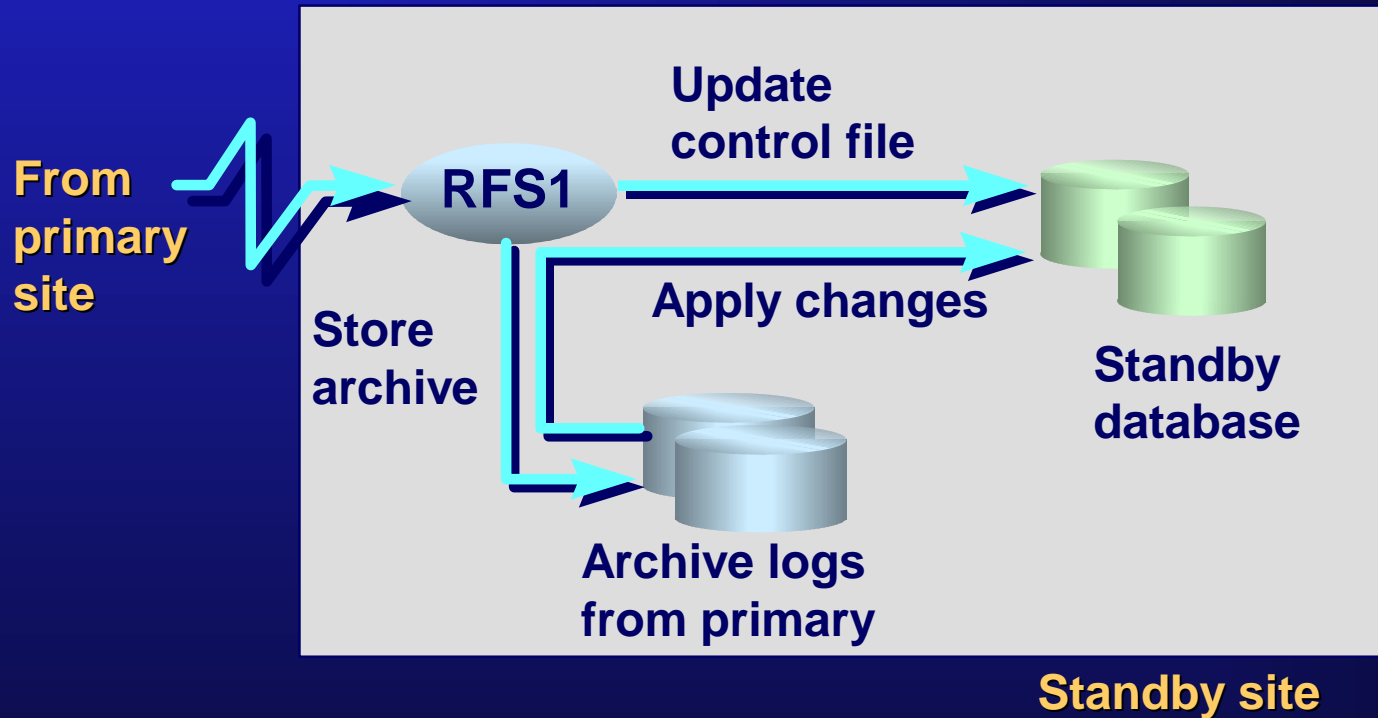 From
primary
site
RFS1
Update
control file
Store
archive
Apply changes
Standby
database
Archive logs
from primary
Standby site